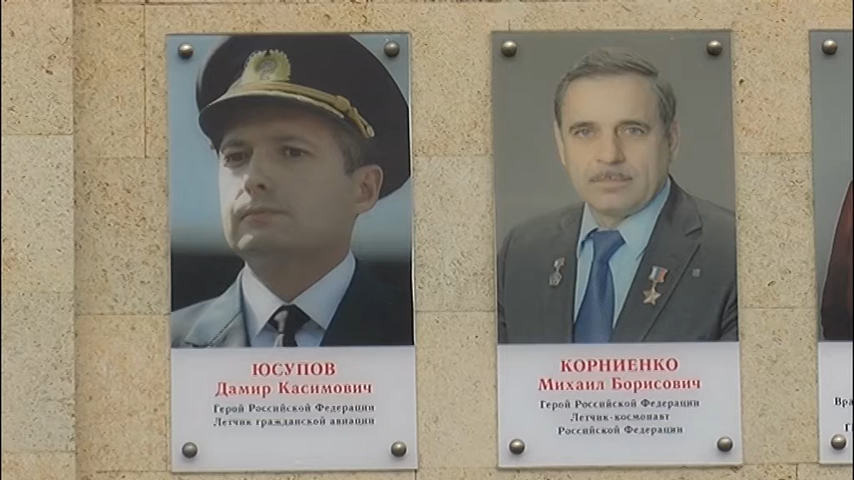 ЮСУПОВ
Дамир Касимович
Герой Российской Федерации
Летчик гражданской авиации
КОРНИЕНКО
Михаил Борисович
Герой Российской Федерации
Летчик-космонавт
Российской Федерации